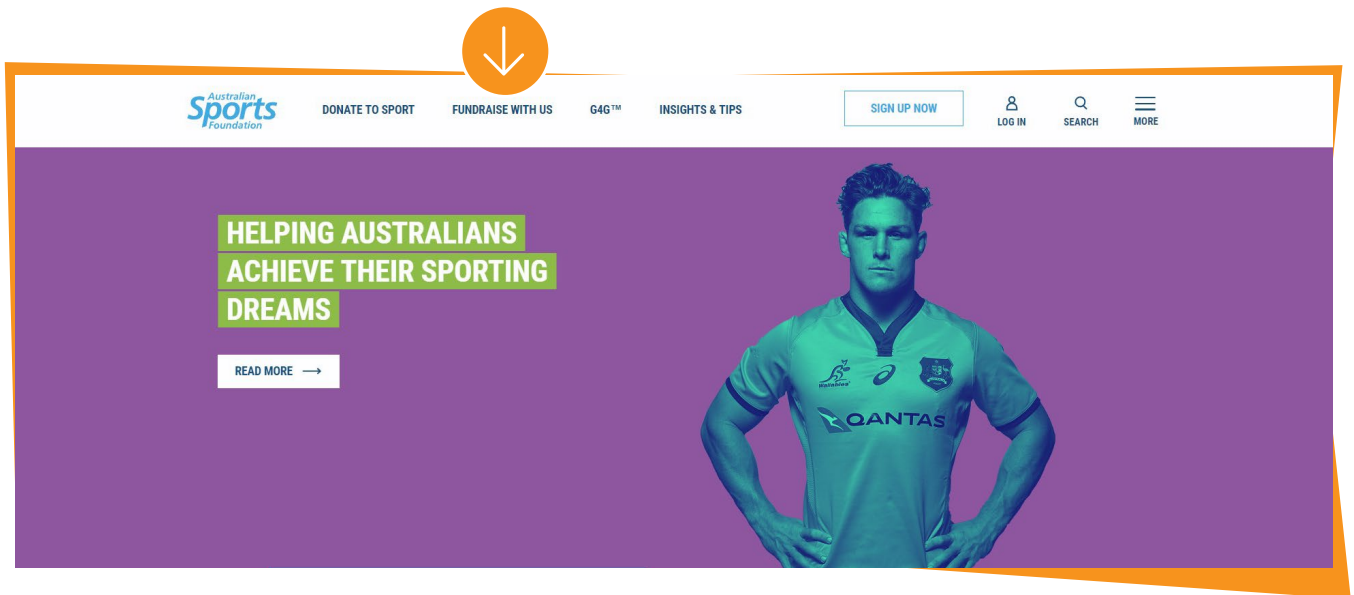 Australian
Sports
Foundation
DONATE TO SPORT
FUNDRAISE WITH US
G4G™
INSIGHTS & TIPS
SIGN UP NOW
LOG IN
SEARCH
MORE
HELPING AUSTRALIANS
ACHIEVE THEIR SPORTING
DREAMS
READ MORE
Wallabies
QANTAS